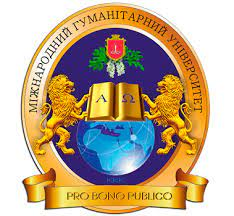 МІЖНАРОДНИЙ ГУМАНІТАРНИЙ УНІВЕРСИТЕТ
Α Ω
PRO BONO PUBLICO